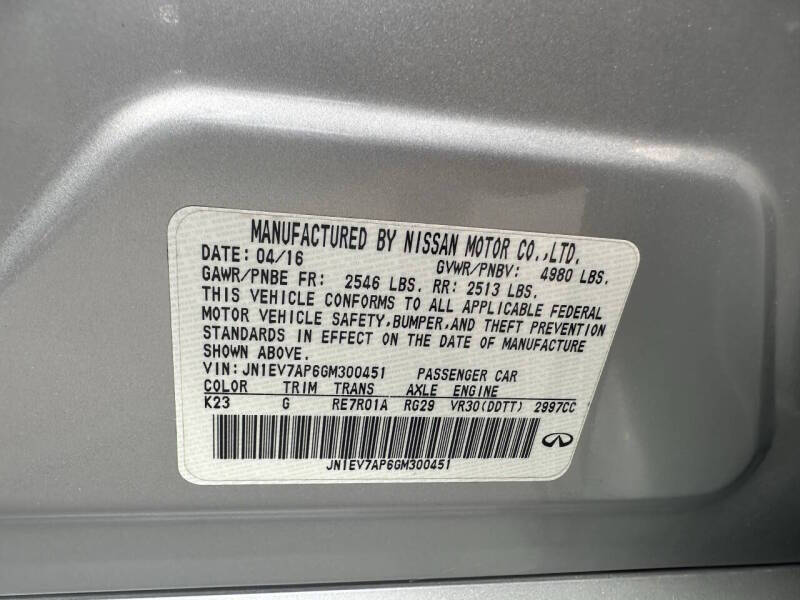 MANUFACTURED BY NISSAN MOTOR CO.,LTD.
DATE: 04/16 GVWR/PNBV: 4980 LBS.
GAWR/PNBE FR: 2546 LBS. RR: 2513 LBS.
THIS VEHICLE CONFORMS TO ALL APPLICABLE FEDERAL
MOTOR VEHICLE SAFETY,BUMPER,AND THEFT PREVENTION
STANDARDS IN EFFECT ON THE DATE OF MANUFACTURE
SHOWN ABOVE.
VIN: JN1EV7AP6GM300451 PASSENGER CAR
COLOR TRIM TRANS AXLE ENGINE
K23 G RE7R01A RG29 VR30(DDTT) 2997CC
JN1EV7AP6GM300451